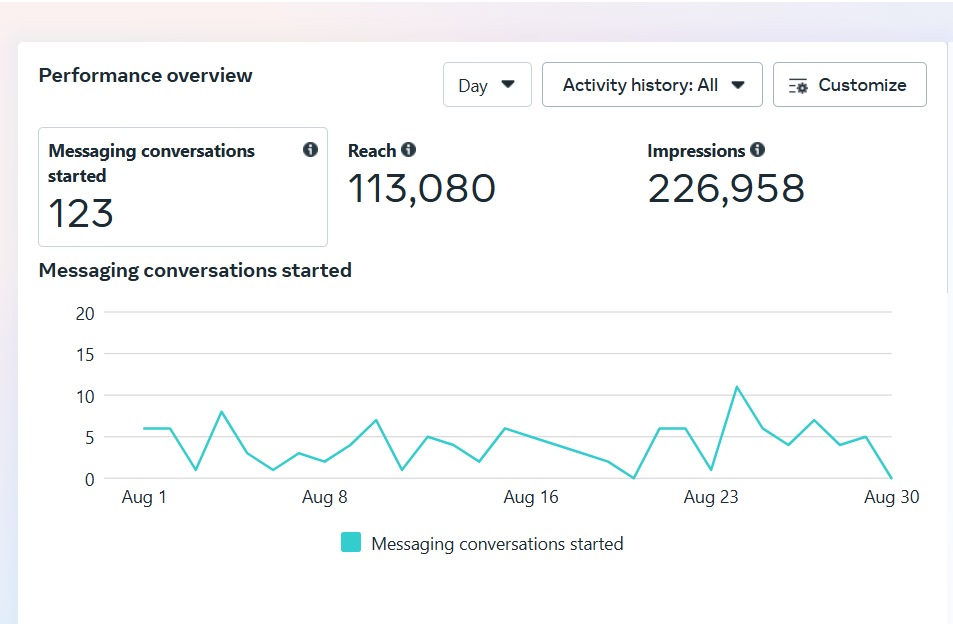 Performance overview
Day
Activity history: All
Customize
Messaging conversations
started
123
Reach
113,080
Impressions
226,958
Messaging conversations started
20
15
10
5
0
Aug 1
Aug 8
Aug 16
Aug 23
Aug 30
Messaging conversations started